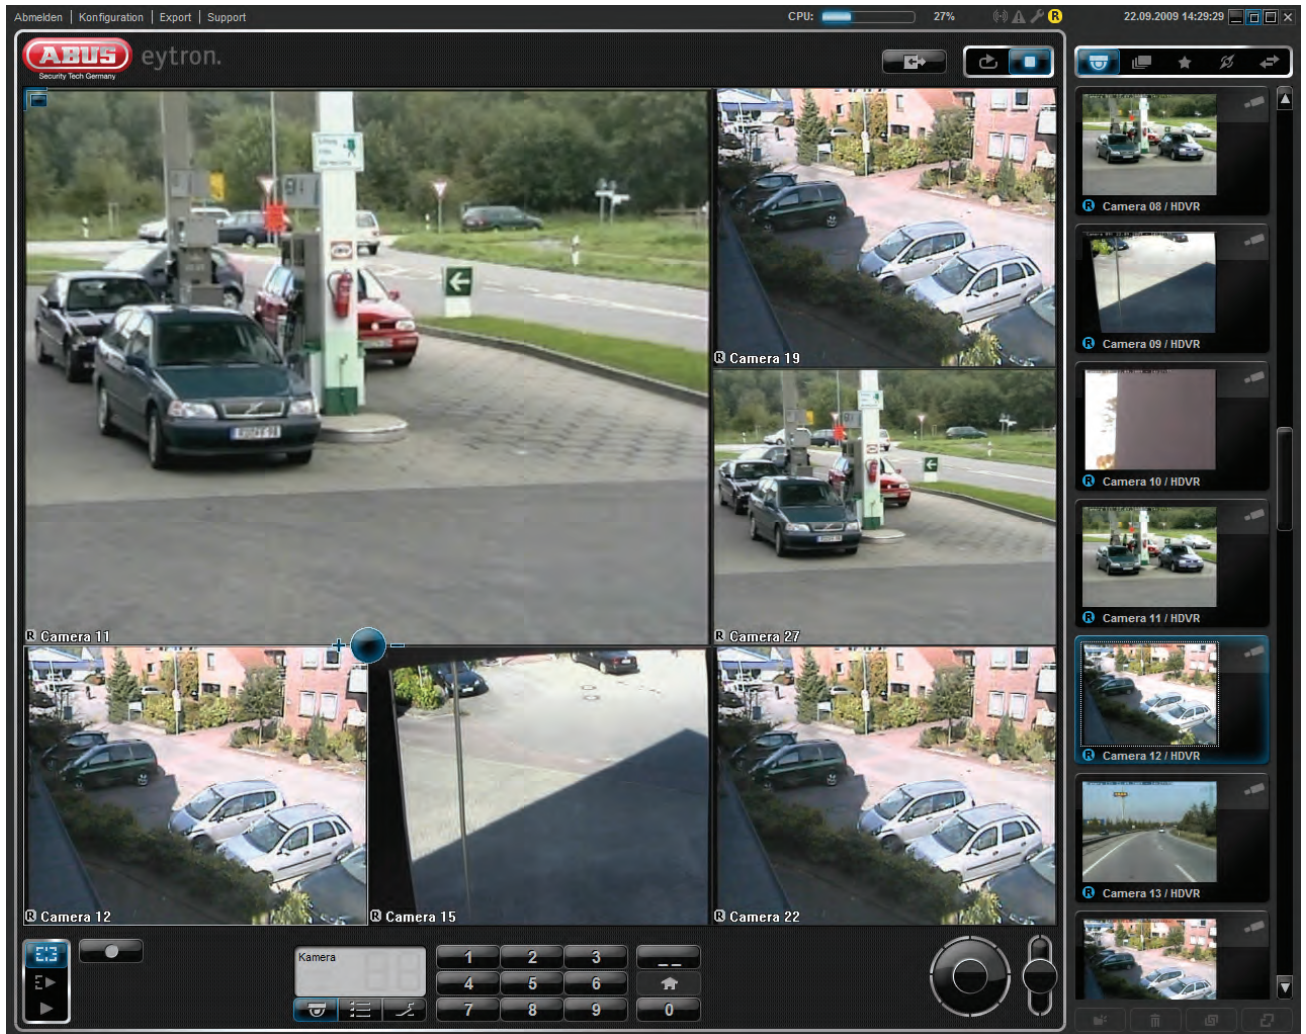 Abmelden | Konfiguration | Export | Support
CPU: 27% R 22.09.2009 14:29:29
ABUS eytron.
Security Tech Germany
R Camera 11
R Camera 19
R Camera 27
R Camera 12
R Camera 15
R Camera 22
R Camera 08 / HDVR
R Camera 09 / HDVR
R Camera 10 / HDVR
R Camera 11 / HDVR
R Camera 12 / HDVR
R Camera 13 / HDVR
Kamera
1 2 3 _ _
4 5 6
7 8 9 0